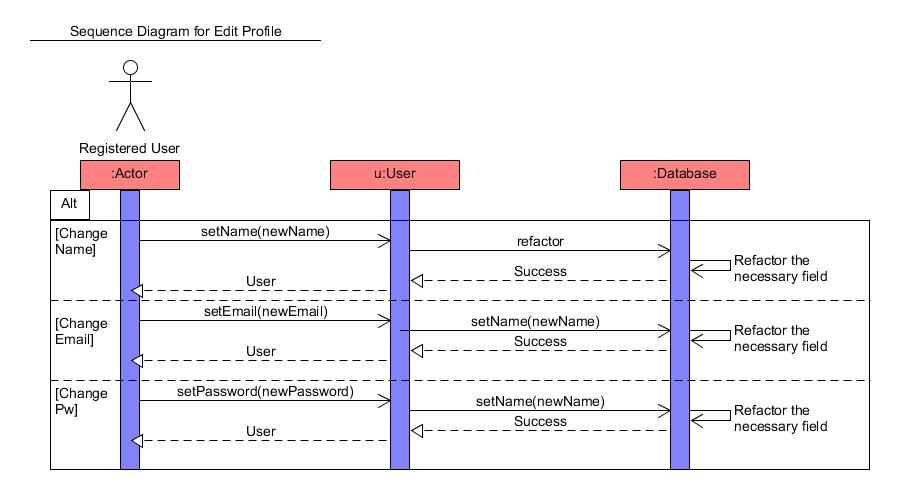 Sequence Diagram for Edit Profile
Registered User
:Actor
u:User
:Database
Alt
[Change
Name]
setName(newName)
refactor
Refactor the
necessary field
Success
User
[Change
Email]
setEmail(newEmail)
setName(newName)
Refactor the
necessary field
Success
User
[Change
Pw]
setPassword(newPassword)
setName(newName)
Refactor the
necessary field
Success
User